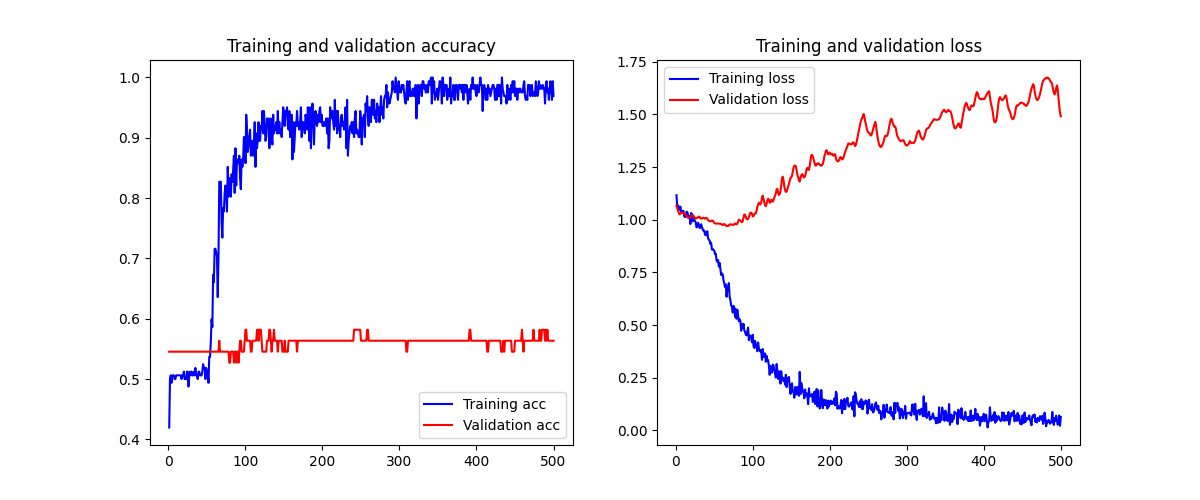 Training and validation accuracy
1.0
0.9
0.8
0.7
0.6
0.5
0.4
0 100 200 300 400 500
Training acc
Validation acc
Training and validation loss
1.75
1.50
1.25
1.00
0.75
0.50
0.25
0.00
0 100 200 300 400 500
Training loss
Validation loss